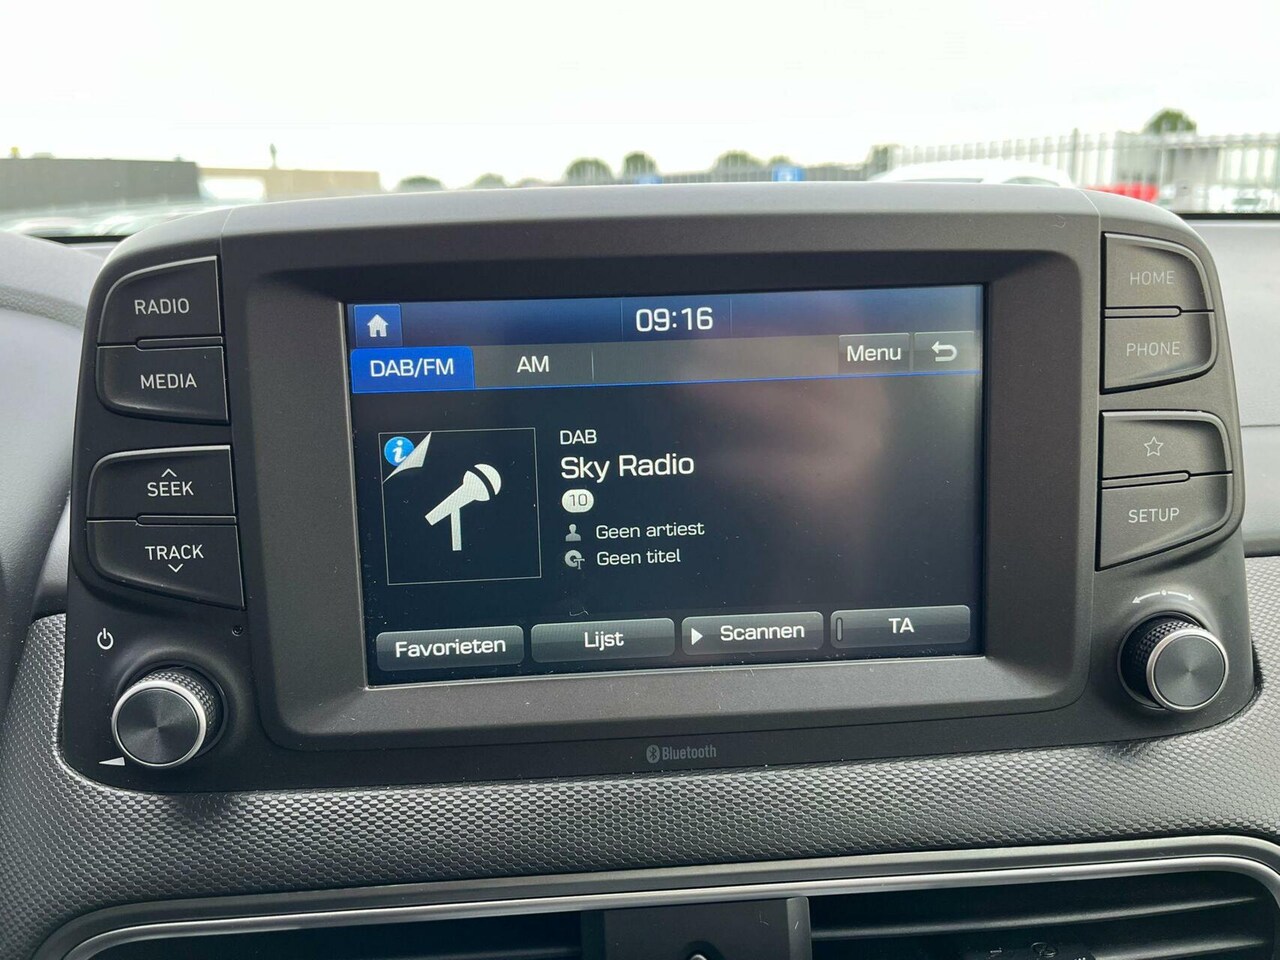 09:16
DAB/FM
AM
Menu
DAB
Sky Radio
10
Geen artiest
Geen titel
Favorieten
Lijst
Scannen
TA
RADIO
MEDIA
SEEK
TRACK
HOME
PHONE
SETUP
Bluetooth